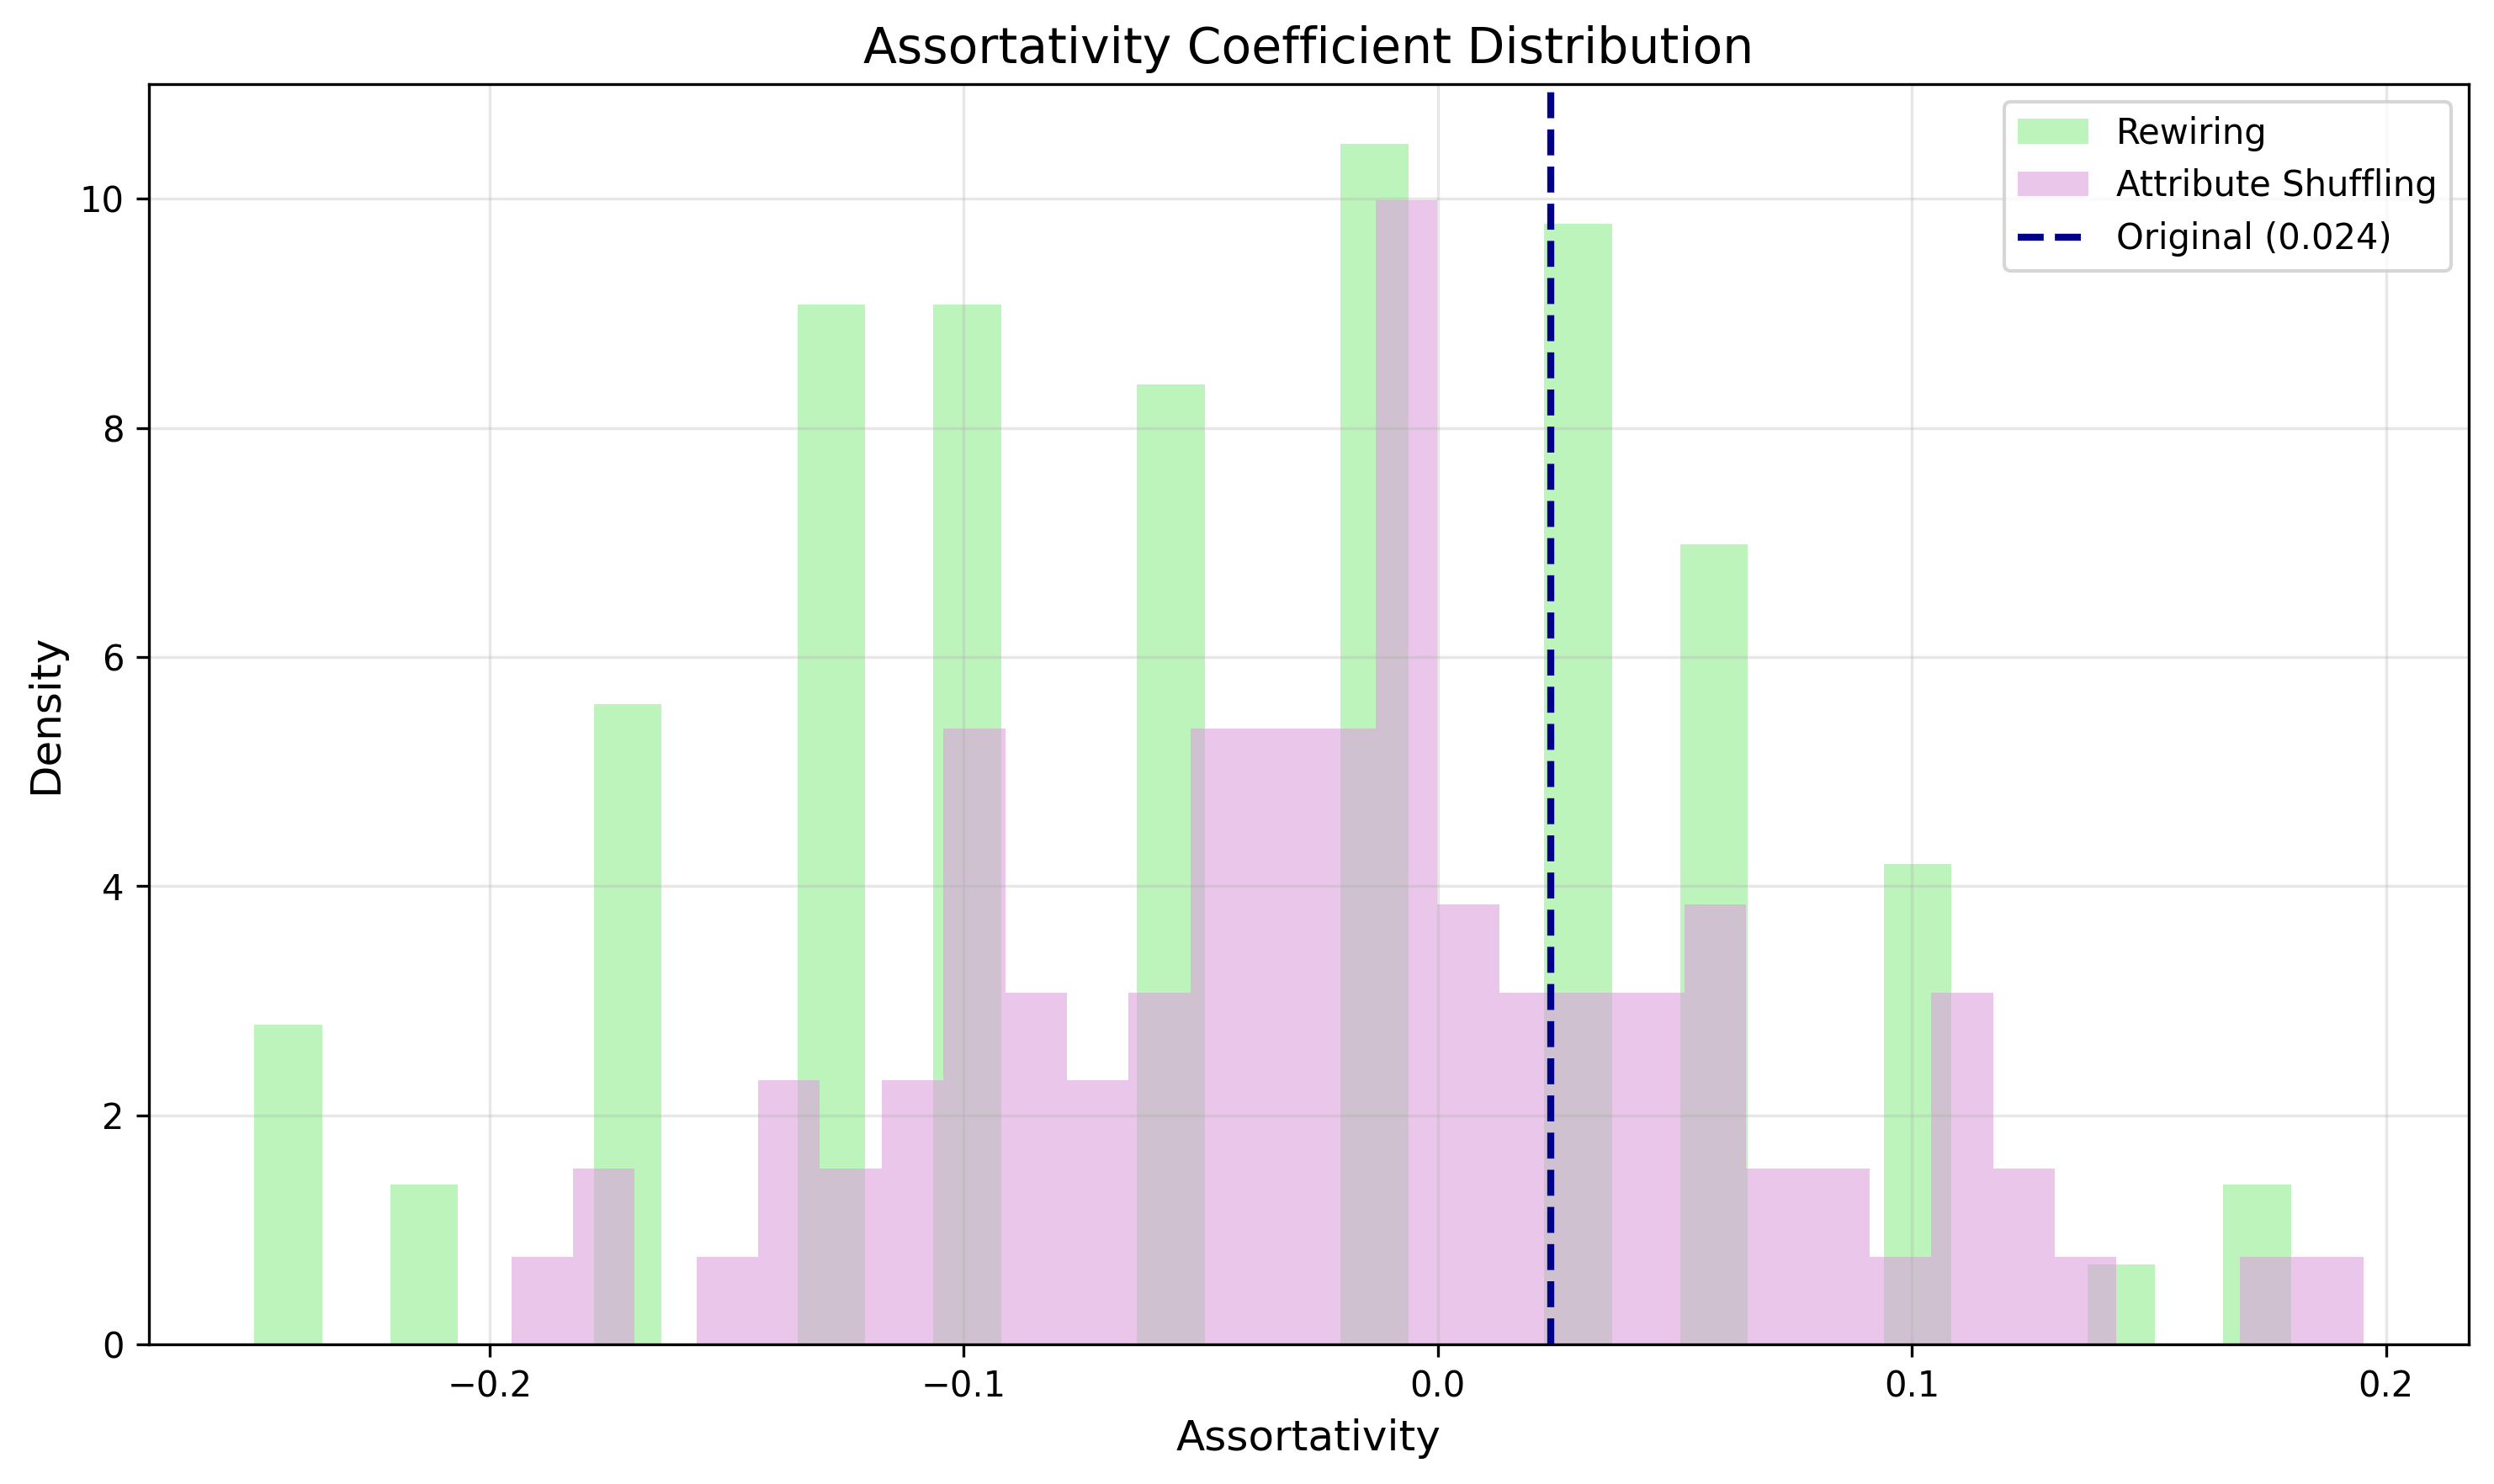 Assortativity Coefficient Distribution
Rewiring
Attribute Shuffling
Original (0.024)
Density
10
8
6
4
2
0
−0.2
−0.1
0.0
0.1
0.2
Assortativity